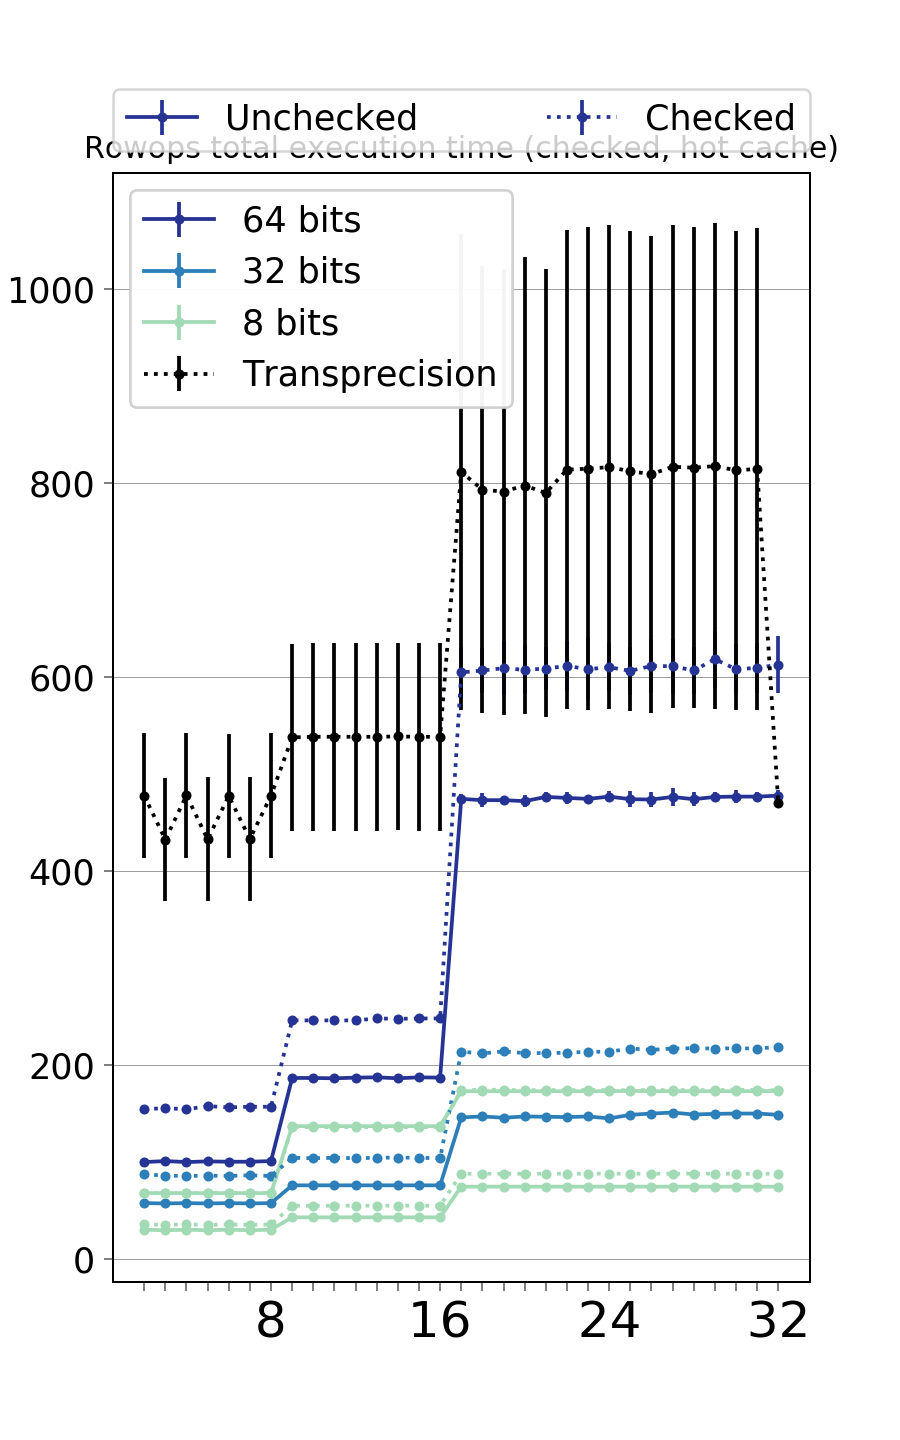 Unchecked Checked
Rowops total execution time (checked, hot cache)
64 bits
32 bits
8 bits
Transprecision
1000
800
600
400
200
0
8 16 24 32